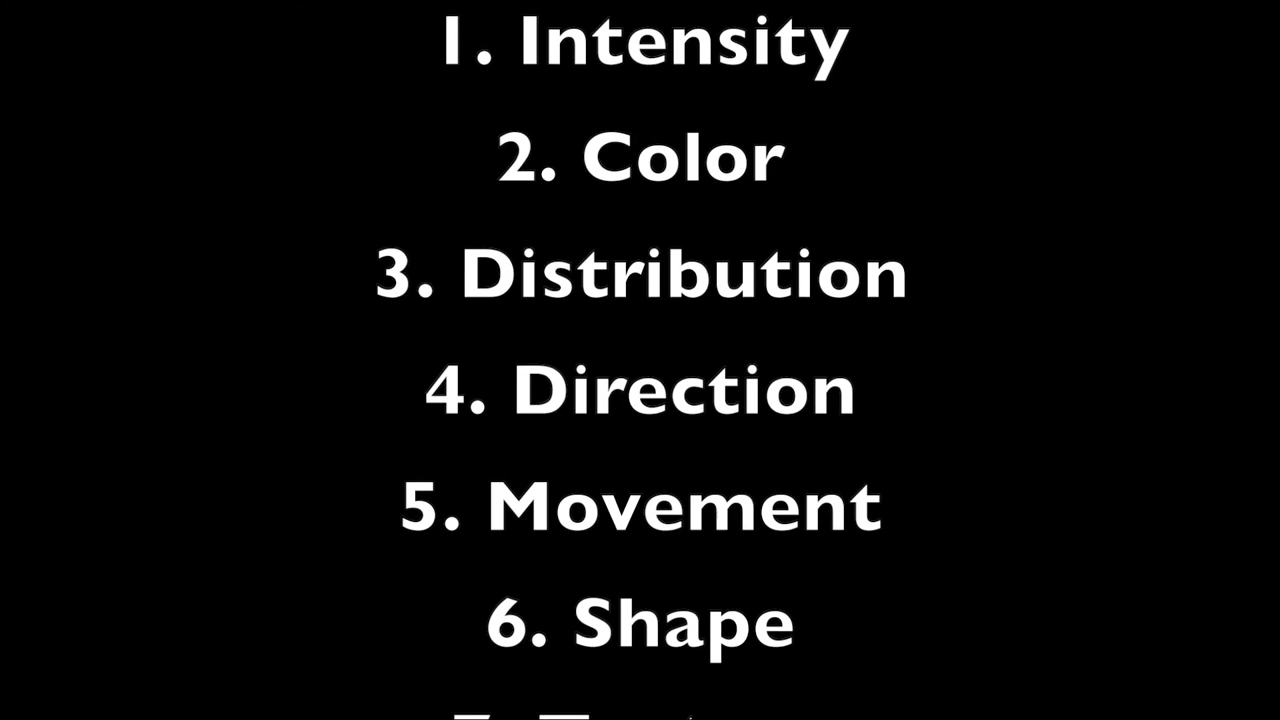 1. Intensity
2. Color
3. Distribution
4. Direction
5. Movement
6. Shape